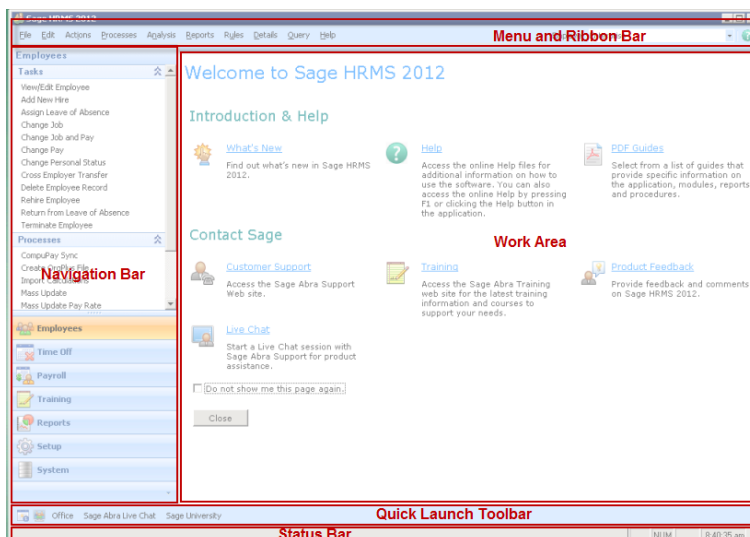 Sage HRMS 2012
File Edit Actions Processes Analysis Reports Rules Details Query Help
Menu and Ribbon Bar
Employees
Tasks
View/Edit Employee
Add New Hire
Assign Leave of Absence
Change Job
Change Job and Pay
Change Pay
Change Personal Status
Cross Employer Transfer
Delete Employee Record
Rehire Employee
Return from Leave of Absence
Terminate Employee
Processes
CompuPay Sync
Create OrgPlus File
Import Calculations
Mass Update
Mass Update Pay Rate
Navigation Bar
Employees
Time Off
Payroll
Training
Reports
Setup
System
Welcome to Sage HRMS 2012
Introduction & Help
What's New
Find out what's new in Sage HRMS
2012.
Help
Access the online Help files for
additional information on how to
use the software. You can also
access the online Help by pressing
F1 or clicking the Help button in
the application.
PDF Guides
Select from a list of guides that
provide specific information on
the application, modules, reports
and procedures.
Contact Sage
Work Area
Customer Support
Access the Sage Abra Support
Web site.
Training
Access the Sage Abra Training
web site for the latest training
information and courses to
support your needs.
Product Feedback
Provide feedback and comments
on Sage HRMS 2012.
Live Chat
Start a Live Chat session with
Sage Abra Support for product
assistance.
Do not show me this page again.
Close
Office Sage Abra Live Chat Sage University
Quick Launch Toolbar
Status Bar
NUM 8:40:35 am